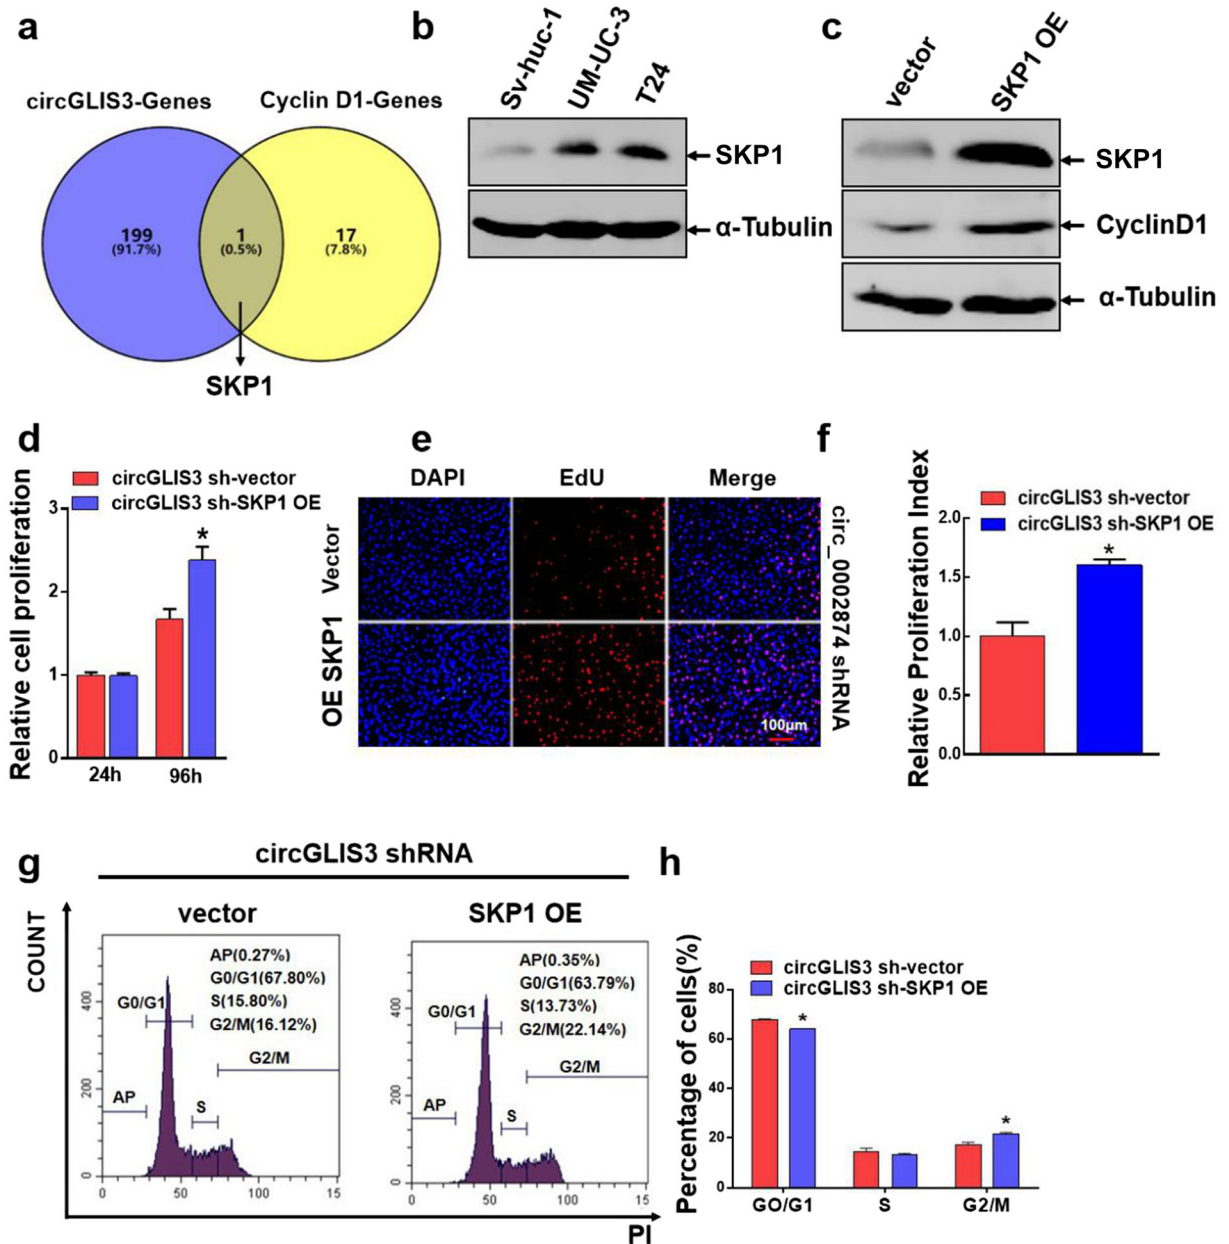 a
circGLIS3-Genes
Cyclin D1-Genes
199
(91.7%)
1
(0.5%)
17
(7.8%)
SKP1
b
Sv-huc-1
UM-UC-3
T24
SKP1
α-Tubulin
c
vector
SKP1 OE
SKP1
CyclinD1
α-Tubulin
d
circGLIS3 sh-vector
circGLIS3 sh-SKP1 OE
Relative cell proliferation
3
2
1
0
*
24h
96h
e
DAPI
EdU
Merge
Vector
OE SKP1
circ_0002874 shRNA
100μm
f
circGLIS3 sh-vector
circGLIS3 sh-SKP1 OE
Relative Proliferation Index
2.0
1.5
1.0
0.5
0.0
*
g
circGLIS3 shRNA
COUNT
vector
AP(0.27%)
G0/G1(67.80%)
S(15.80%)
G2/M(16.12%)
G0/G1
G2/M
AP
S
400
200
0
0
50
100
15
SKP1 OE
AP(0.35%)
G0/G1(63.79%)
S(13.73%)
G2/M(22.14%)
G0/G1
G2/M
AP
S
400
200
0
0
50
100
15
PI
h
circGLIS3 sh-vector
circGLIS3 sh-SKP1 OE
Percentage of cells(%)
80
60
40
20
0
*
*
GO/G1
S
G2/M